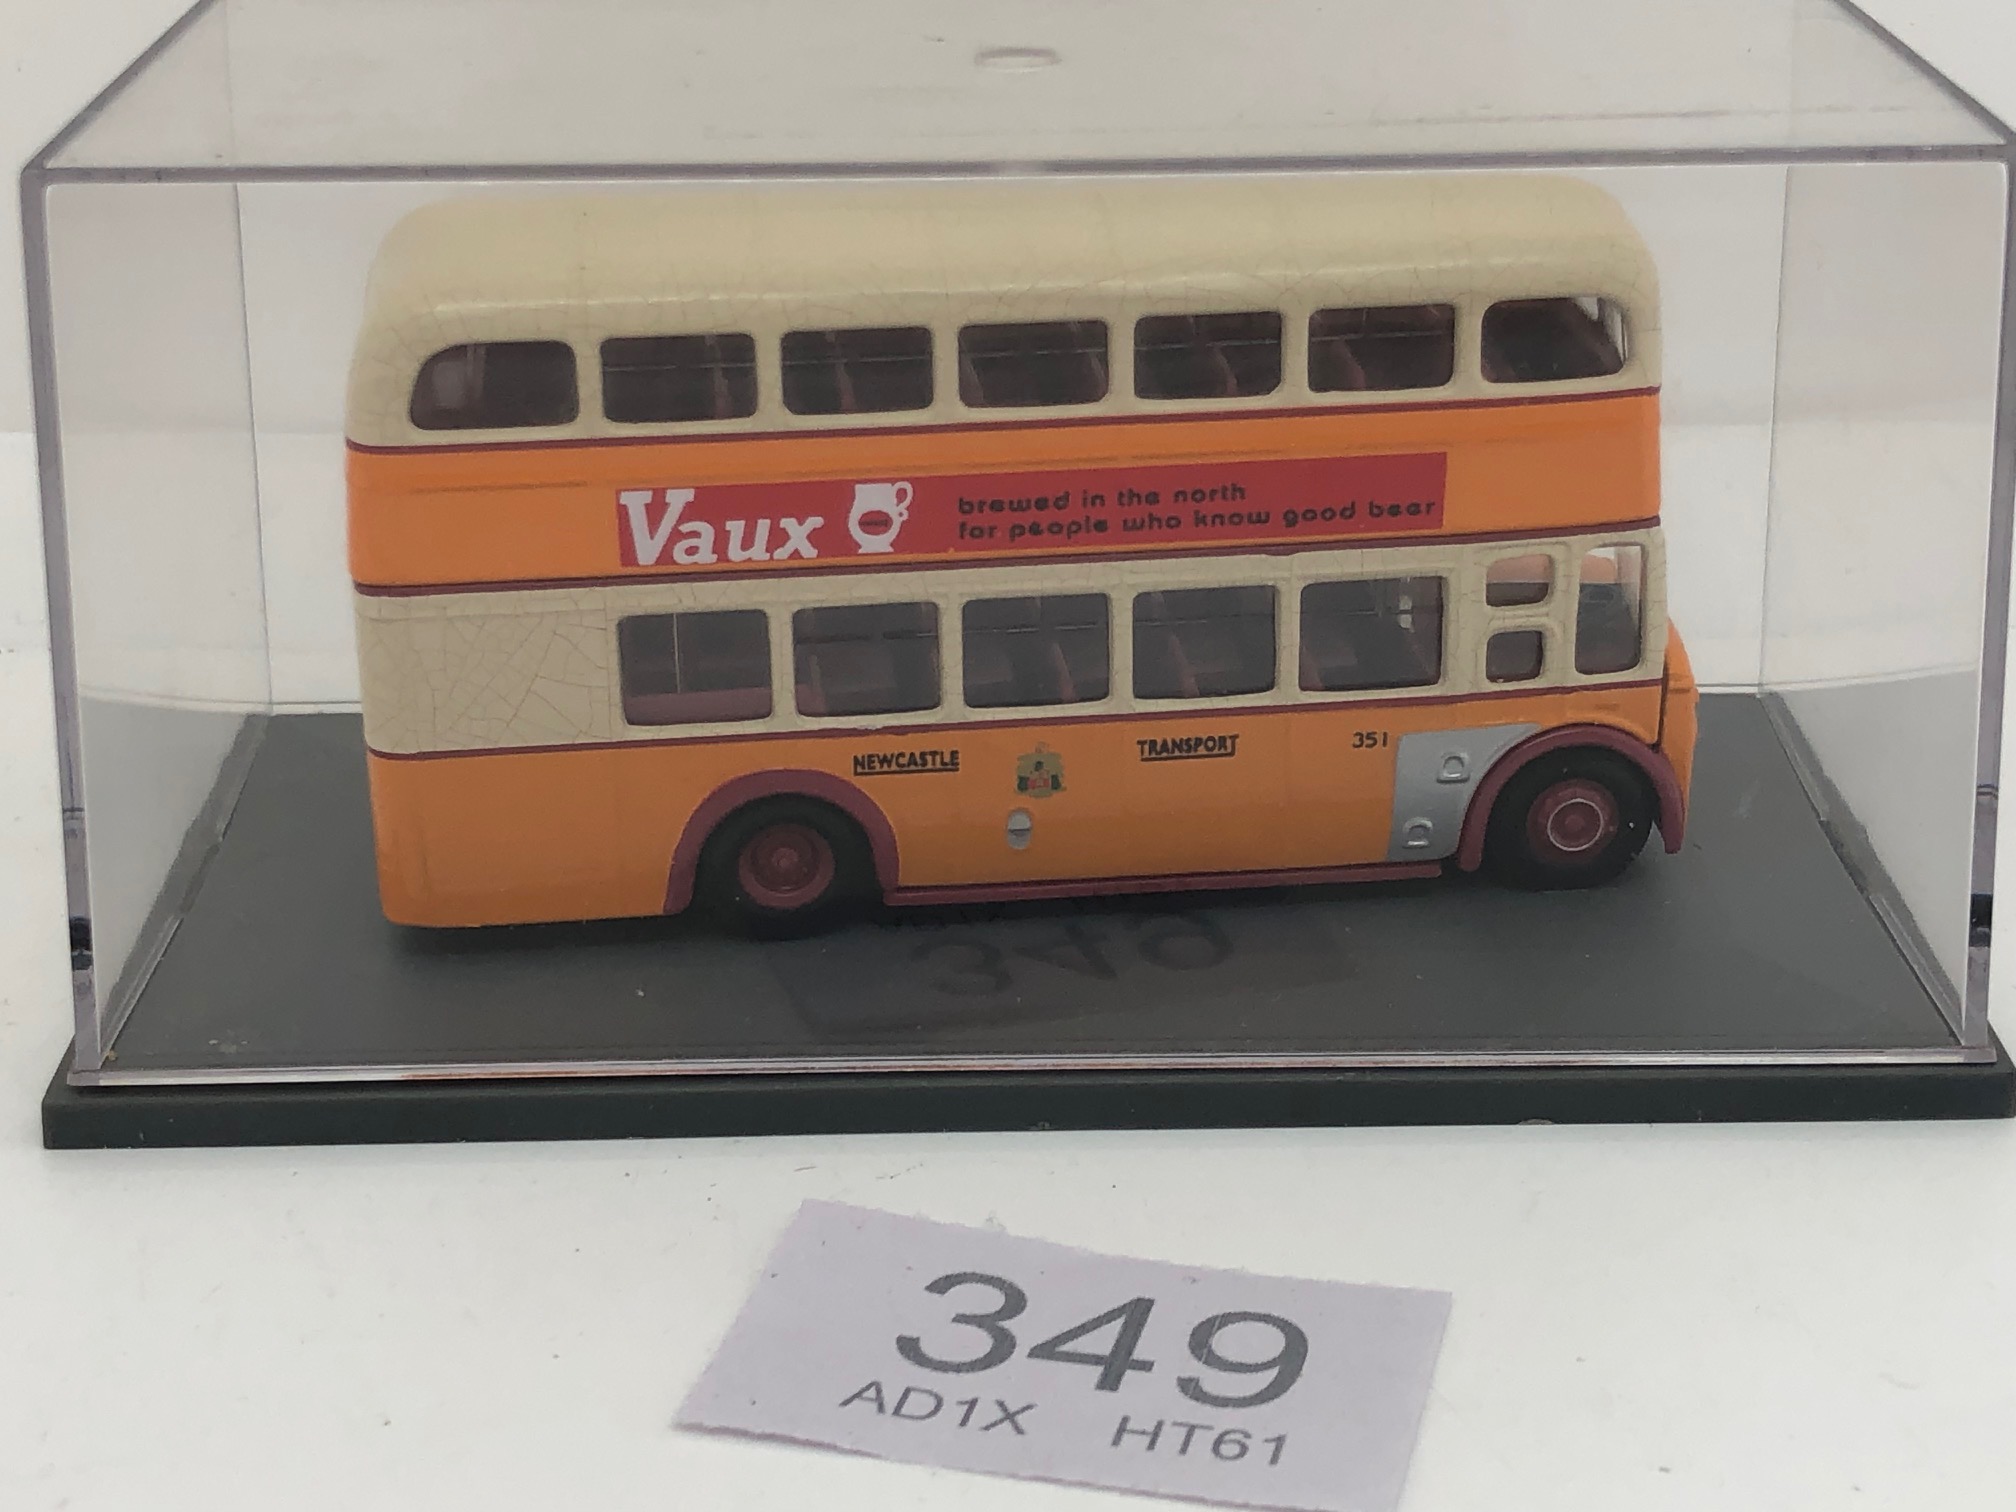 Vaux
brewed in the north
for people who know good beer
NEWCASTLE
TRANSPORT
351
349
AD1X HT61